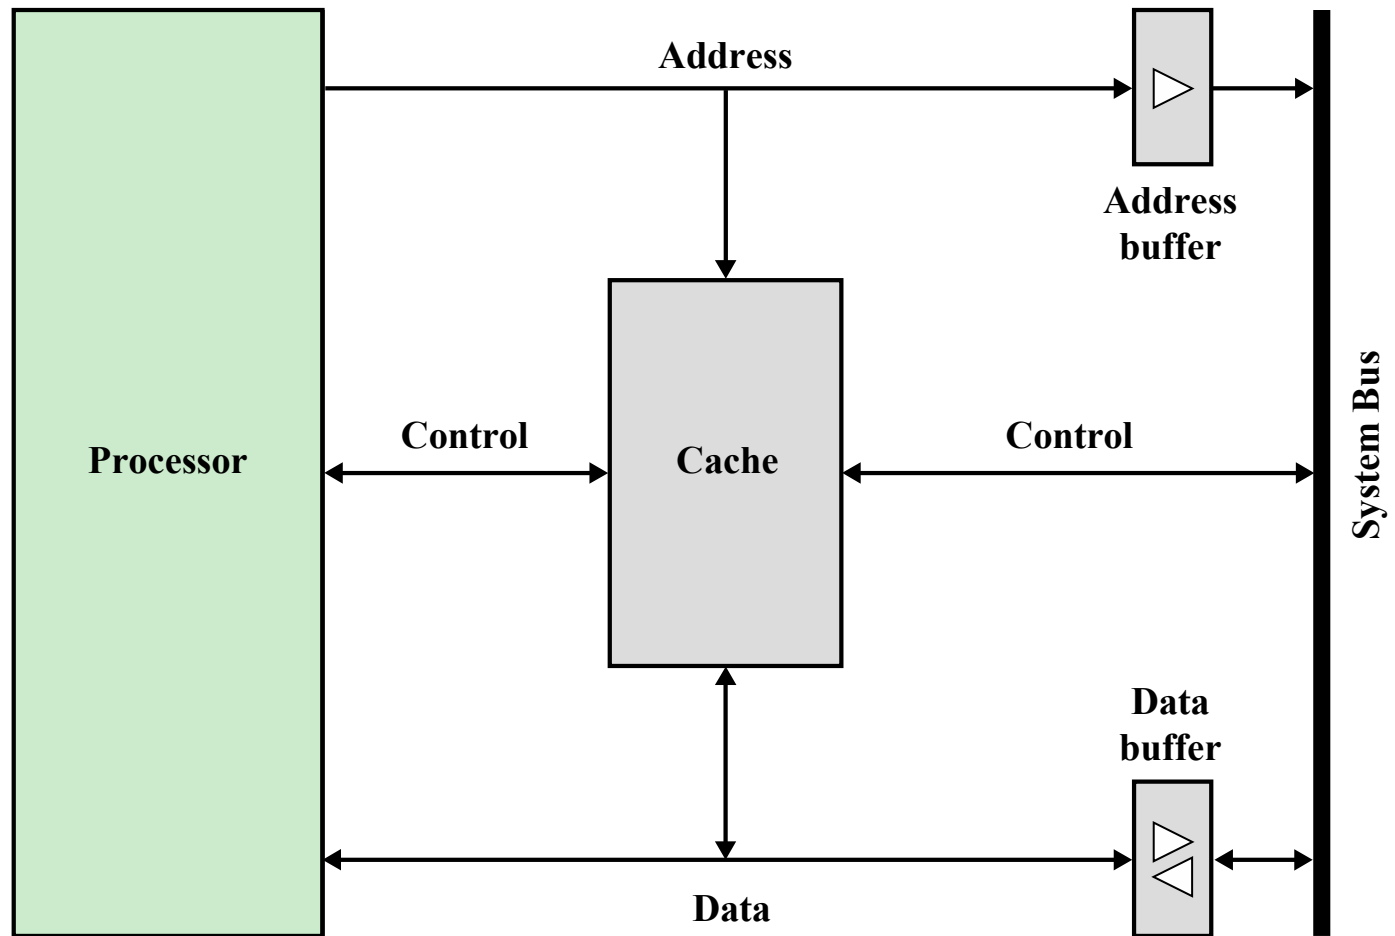 Address
Address
buffer
Control
Control
Processor
Cache
System Bus
Data
buffer
Data